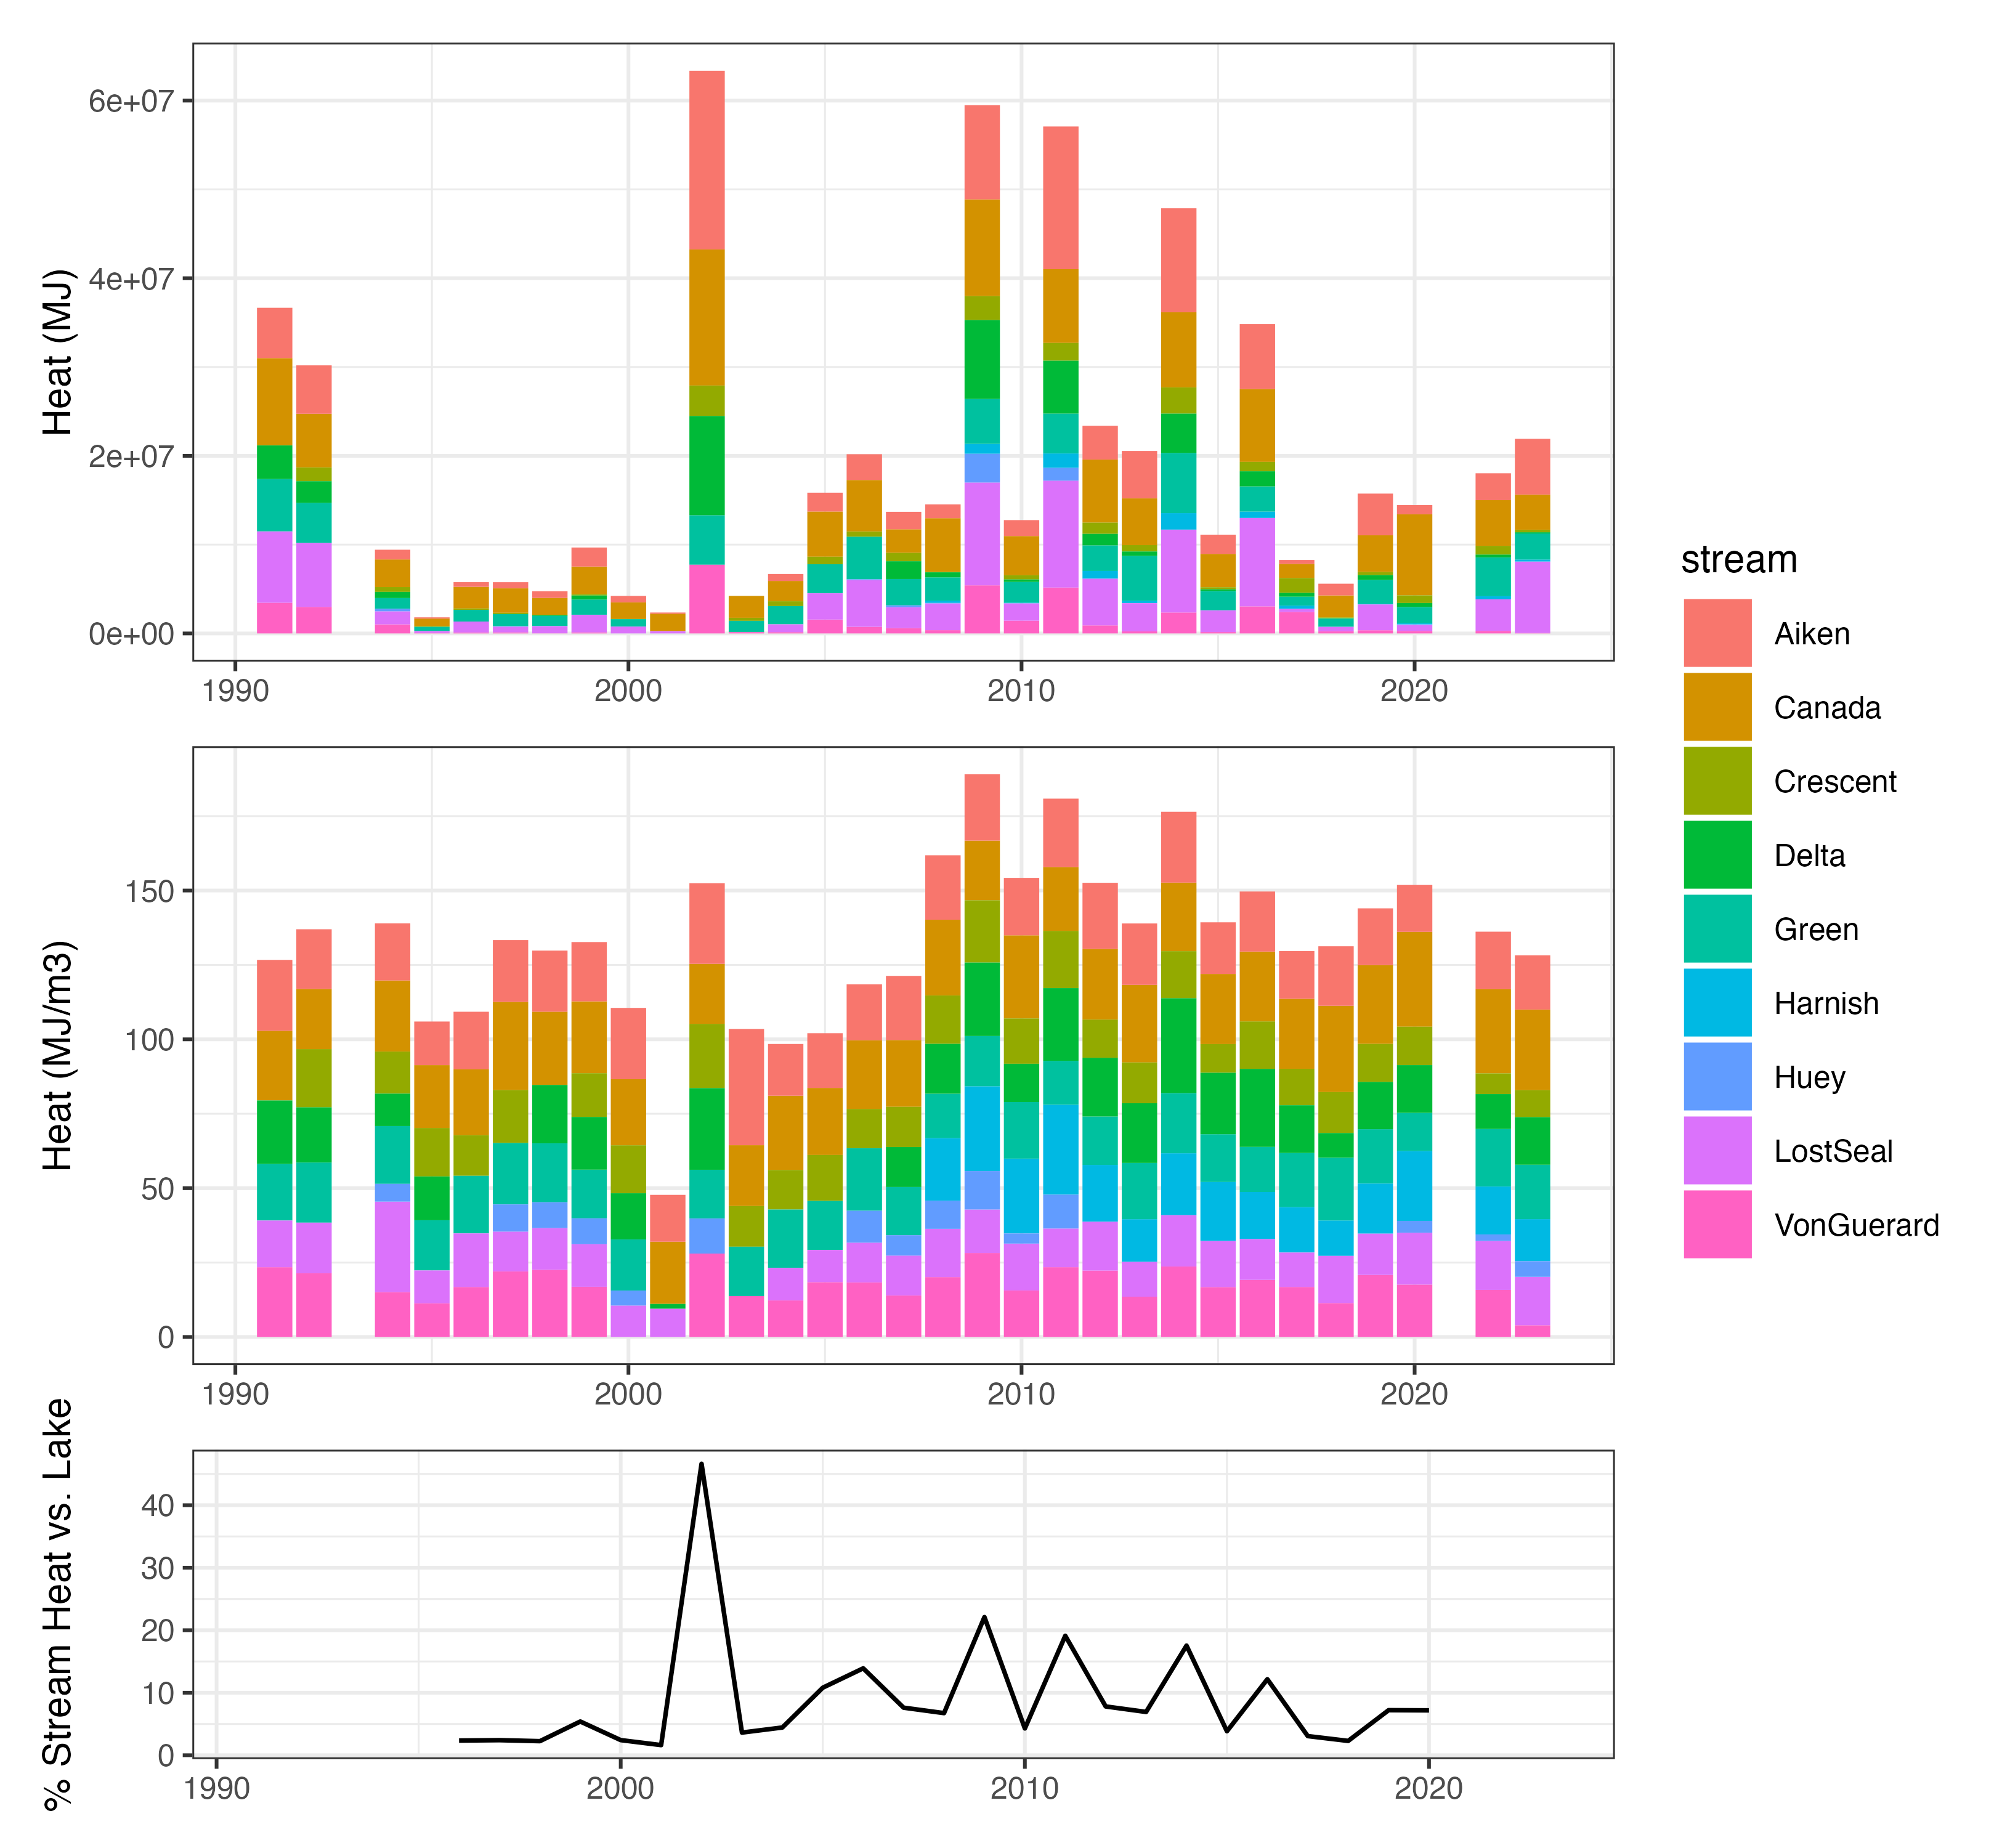 Heat (MJ)
6e+07
4e+07
2e+07
0e+00
1990 2000 2010 2020
Heat (MJ/m3)
150
100
50
0
1990 2000 2010 2020
% Stream Heat vs. Lake
40
30
20
10
0
1990 2000 2010 2020
stream
Aiken
Canada
Crescent
Delta
Green
Harnish
Huey
LostSeal
VonGuerard